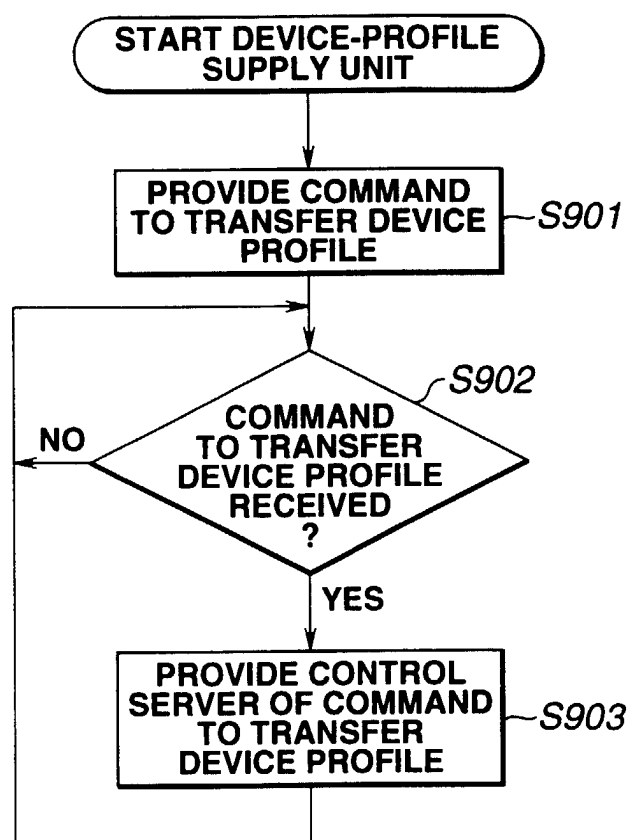 START DEVICE-PROFILE
SUPPLY UNIT
PROVIDE COMMAND
TO TRANSFER DEVICE
PROFILE
S901
S902
COMMAND
TO TRANSFER
DEVICE PROFILE
RECEIVED
?
NO
YES
PROVIDE CONTROL
SERVER OF COMMAND
TO TRANSFER
DEVICE PROFILE
S903